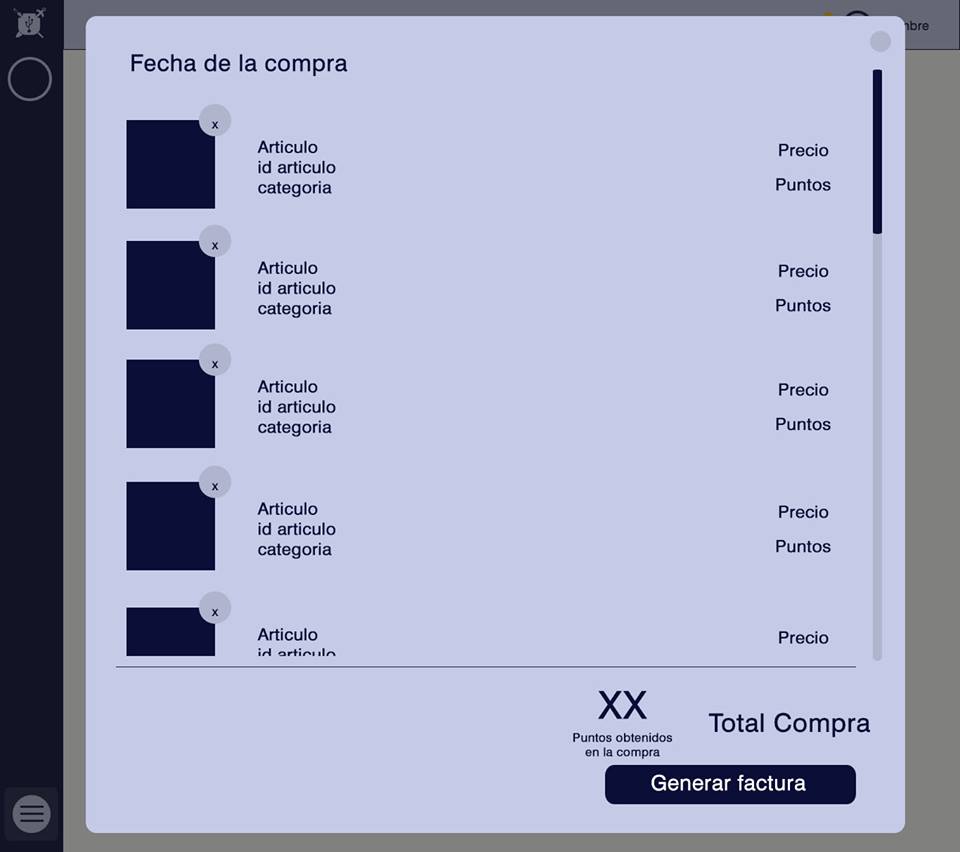 Fecha de la compra
x
Articulo
Precio
id articulo
categoria
Puntos
x
Articulo
Precio
id articulo
categoria
Puntos
x
Articulo
Precio
id articulo
categoria
Puntos
x
Articulo
Precio
id articulo
categoria
Puntos
x
Articulo
Precio
id articulo
XX
Total Compra
Puntos obtenidos
en la compra
Generar factura